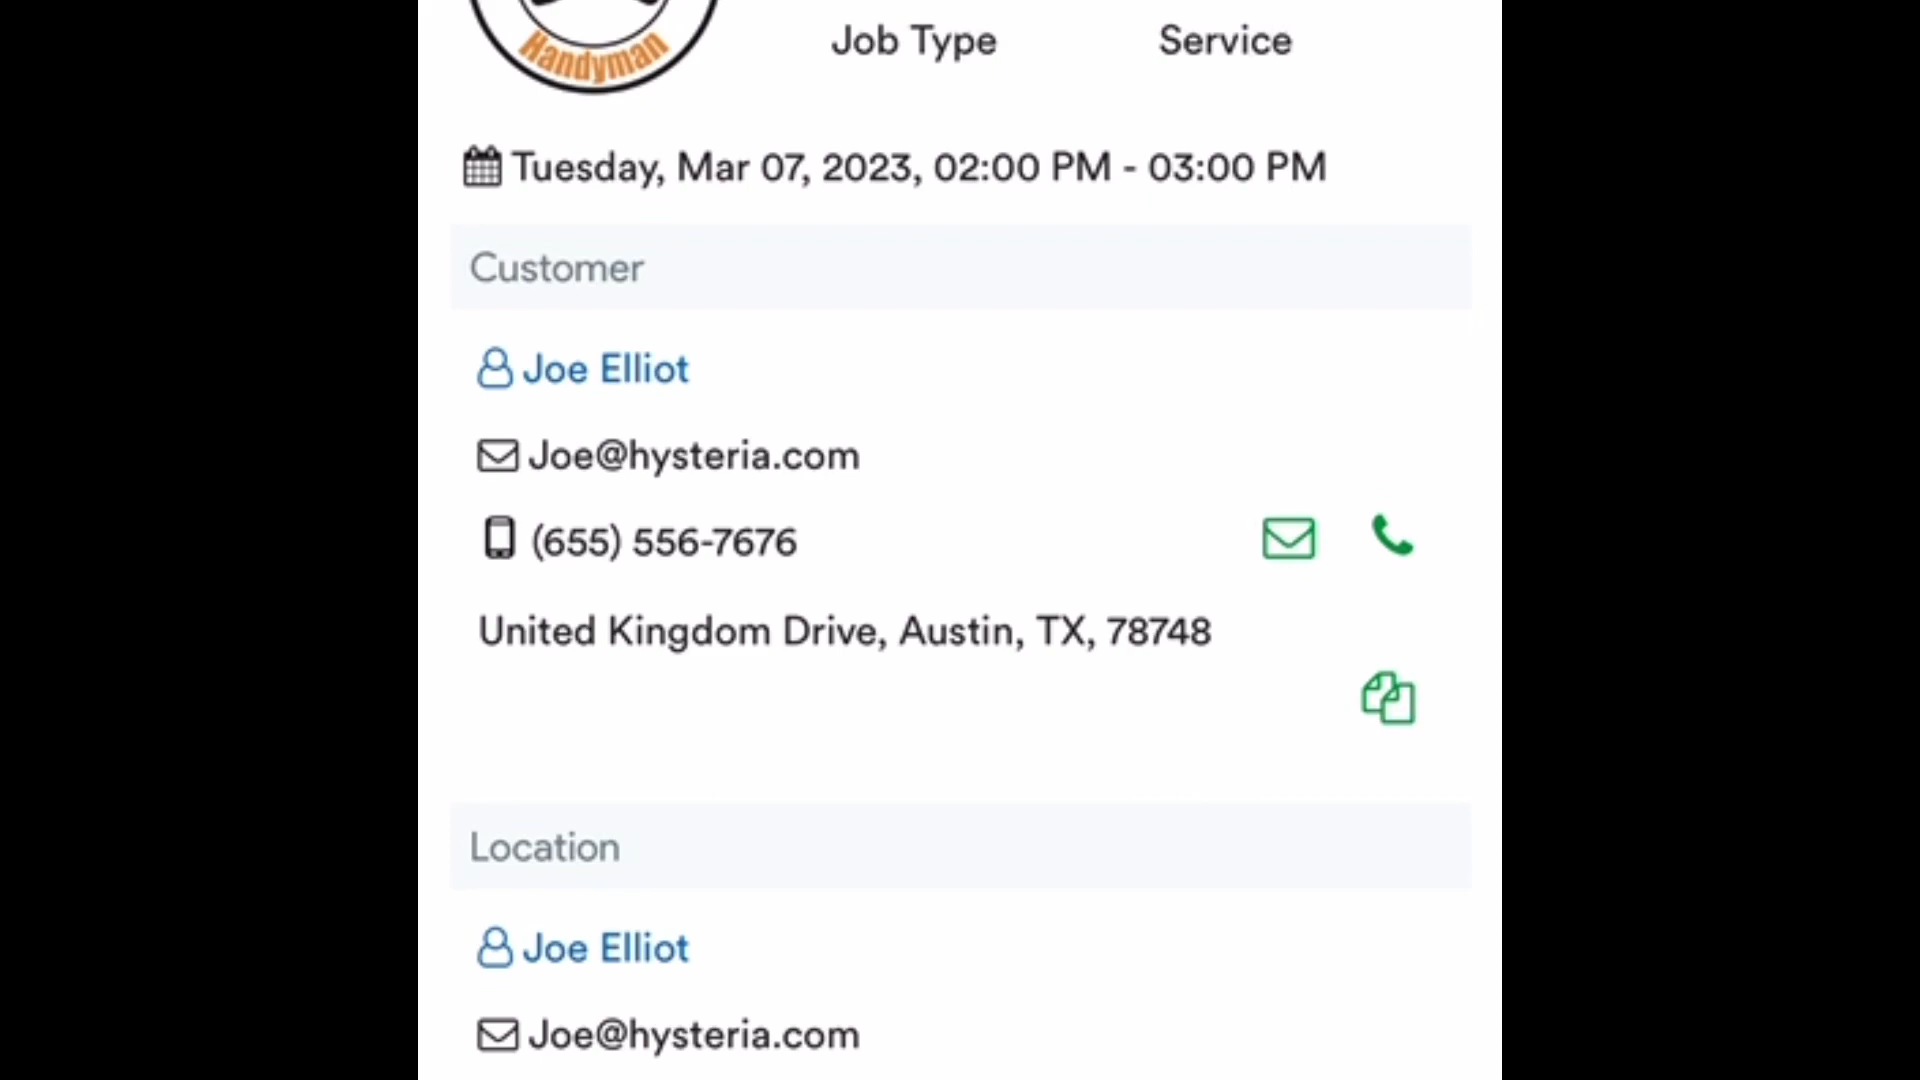 Handyman
Job Type Service
Tuesday, Mar 07, 2023, 02:00 PM - 03:00 PM
Customer
Joe Elliot
Joe@hysteria.com
(655) 556-7676
United Kingdom Drive, Austin, TX, 78748
Location
Joe Elliot
Joe@hysteria.com